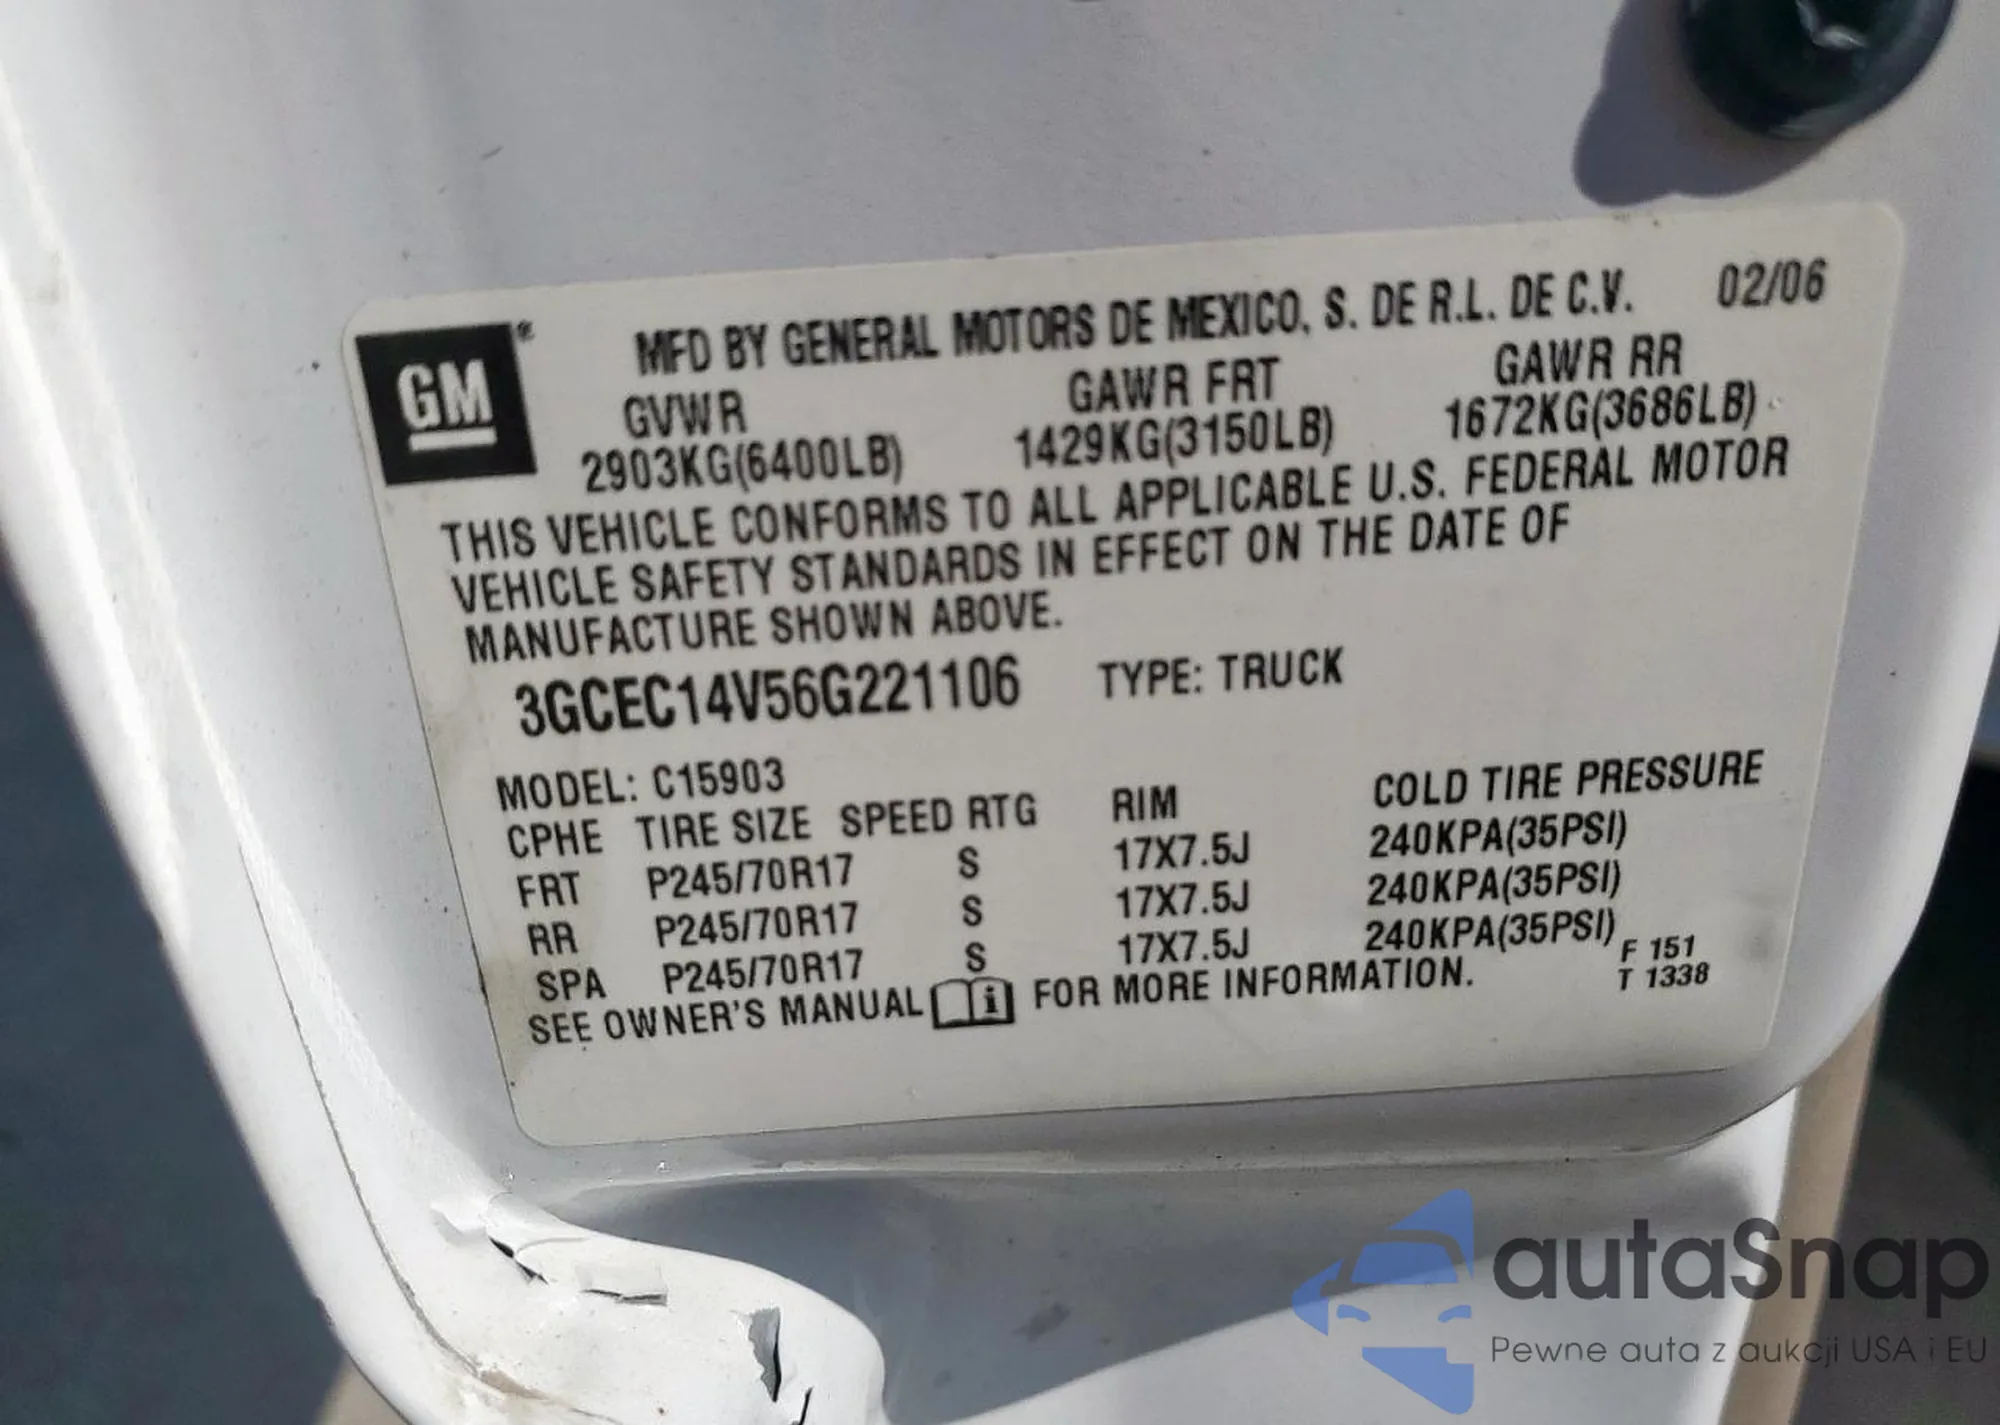 GM®
MFD BY GENERAL MOTORS DE MEXICO, S. DE R.L. DE C.V. 02/06
GVWR GAWR FRT GAWR RR
2903KG(6400LB) 1429KG(3150LB) 1672KG(3686LB)
THIS VEHICLE CONFORMS TO ALL APPLICABLE U.S. FEDERAL MOTOR
VEHICLE SAFETY STANDARDS IN EFFECT ON THE DATE OF
MANUFACTURE SHOWN ABOVE.
3GCEC14V56G221106 TYPE: TRUCK
MODEL: C15903
CPHE TIRE SIZE SPEED RTG RIM COLD TIRE PRESSURE
FRT P245/70R17 S 17X7.5J 240KPA(35PSI)
RR P245/70R17 S 17X7.5J 240KPA(35PSI)
SPA P245/70R17 S 17X7.5J 240KPA(35PSI)
SEE OWNER'S MANUAL i FOR MORE INFORMATION.
F 151
T 1338
autaSnap
Pewne auta z aukcji USA i EU